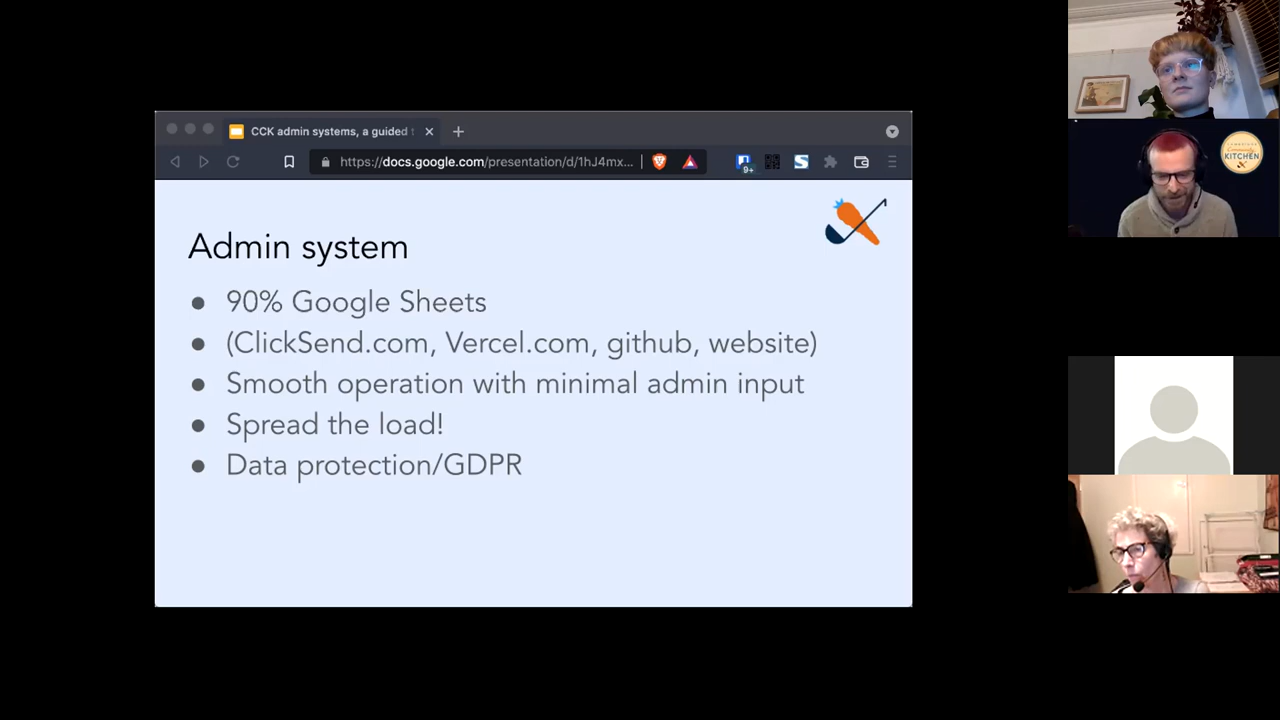 CCK admin systems, a guided
https://docs.google.com/presentation/d/1hJ4mx...
9+
S
Admin system
● 90% Google Sheets
● (ClickSend.com, Vercel.com, github, website)
● Smooth operation with minimal admin input
● Spread the load!
● Data protection/GDPR
KITCHEN